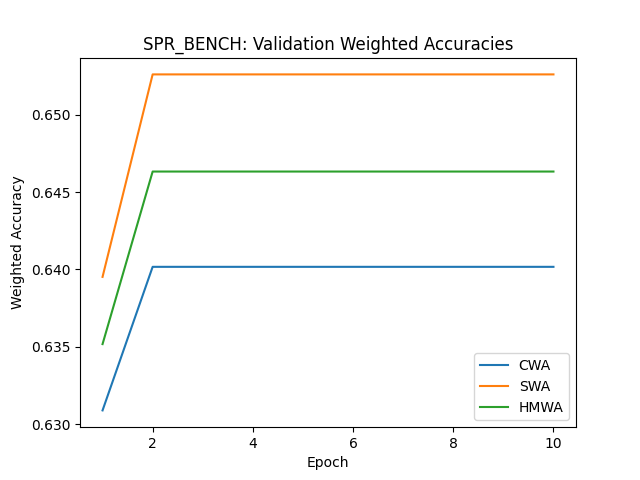 SPR_BENCH: Validation Weighted Accuracies
Weighted Accuracy
0.650
0.645
0.640
0.635
0.630
2
4
6
8
10
Epoch
CWA
SWA
HMWA